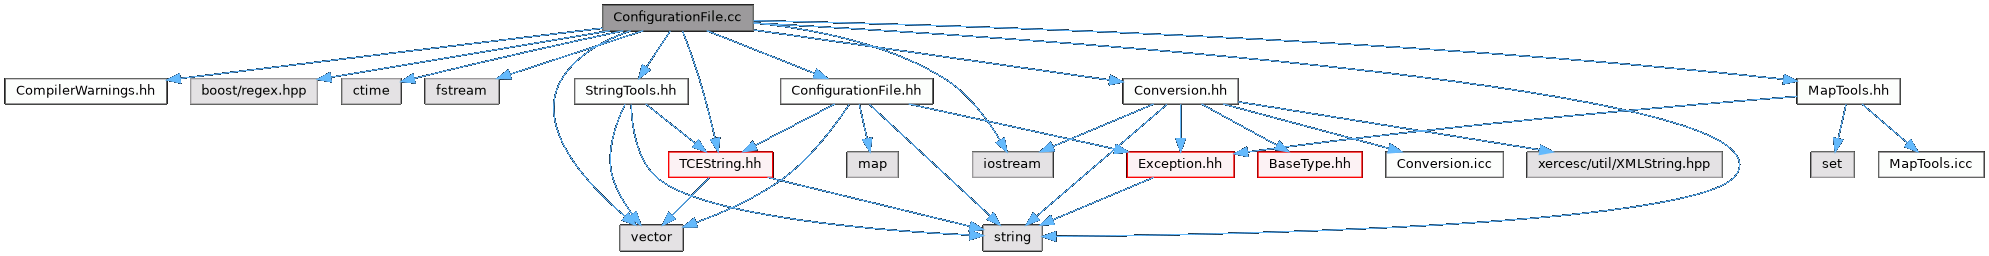 ConfigurationFile.cc
CompilerWarnings.hh
boost/regex.hpp
ctime
fstream
StringTools.hh
ConfigurationFile.hh
Conversion.hh
MapTools.hh
TCEString.hh
map
iostream
Exception.hh
BaseType.hh
Conversion.icc
xercesc/util/XMLString.hpp
set
MapTools.icc
vector
string